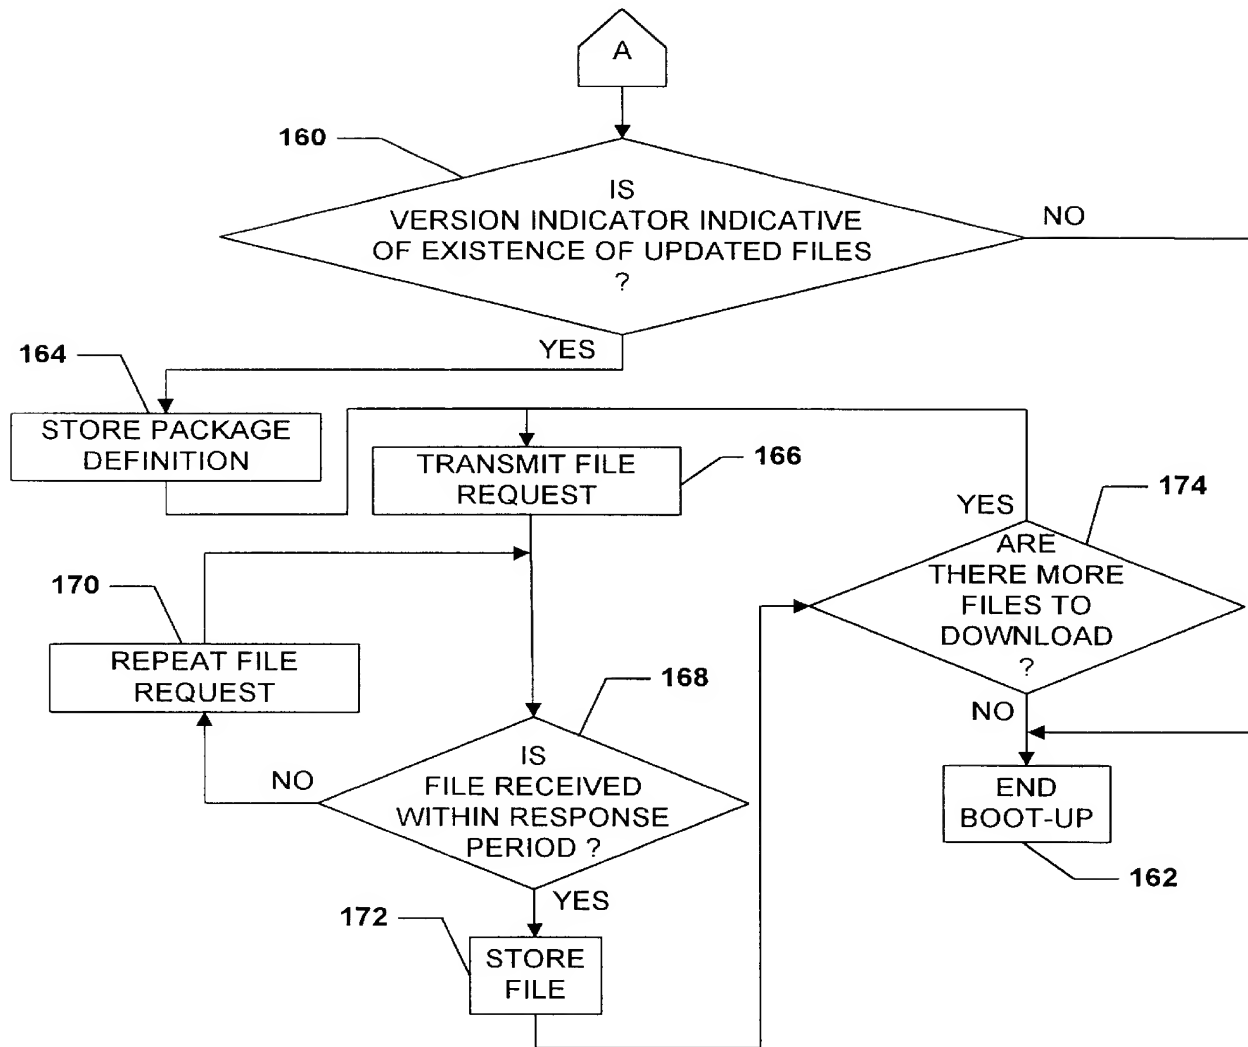 A
160
IS
VERSION INDICATOR INDICATIVE
OF EXISTENCE OF UPDATED FILES
?
NO
YES
164
STORE PACKAGE
DEFINITION
TRANSMIT FILE
REQUEST
166
YES
174
ARE
THERE MORE
FILES TO
DOWNLOAD
?
170
REPEAT FILE
REQUEST
168
NO
IS
FILE RECEIVED
WITHIN RESPONSE
PERIOD ?
NO
END
BOOT-UP
162
YES
172
STORE
FILE